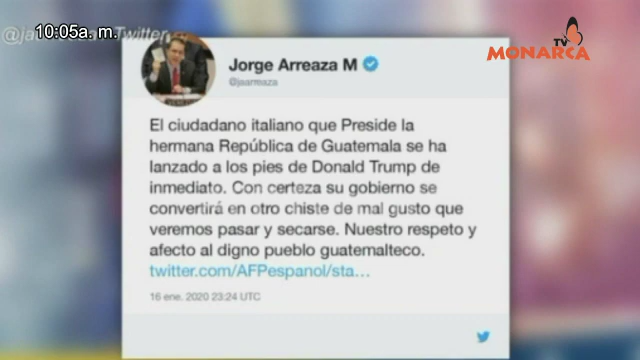 @ja
Twitter
10:05a. m.
TV
MONARCA
Jorge Arreaza M
@jaarreaza
El ciudadano italiano que Preside la
hermana República de Guatemala se ha
lanzado a los pies de Donald Trump de
inmediato. Con certeza su gobierno se
convertirá en otro chiste de mal gusto que
veremos pasar y secarse. Nuestro respeto y
afecto al digno pueblo guatemalteco.
twitter.com/AFPespanol/sta…
16 ene. 2020 23:24 UTC